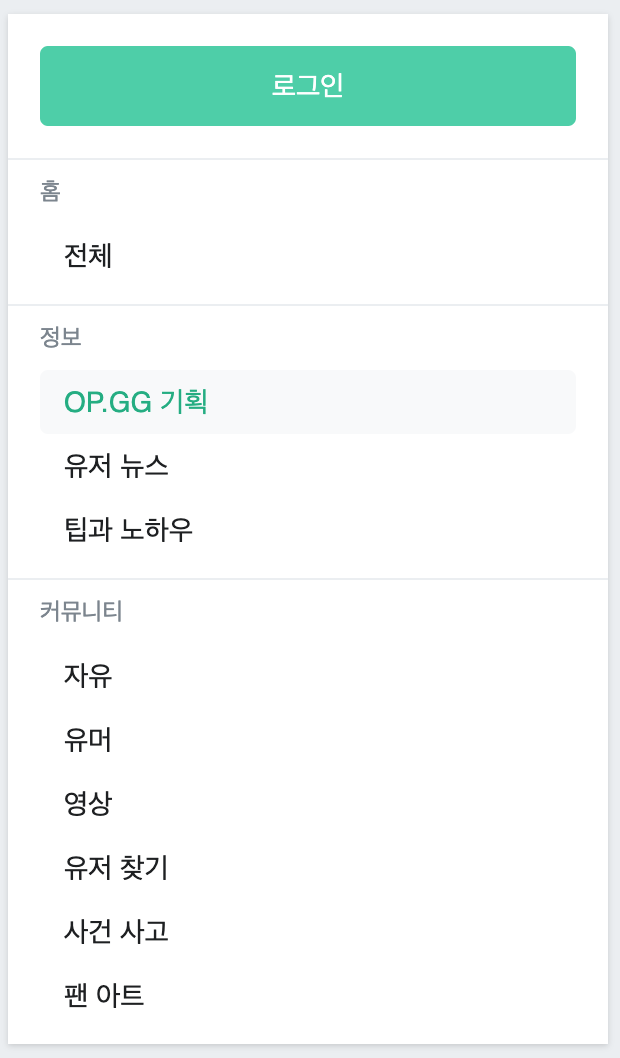 로그인
홈
전체
정보
OP.GG 기획
유저 뉴스
팁과 노하우
커뮤니티
자유
유머
영상
유저 찾기
사건 사고
팬 아트